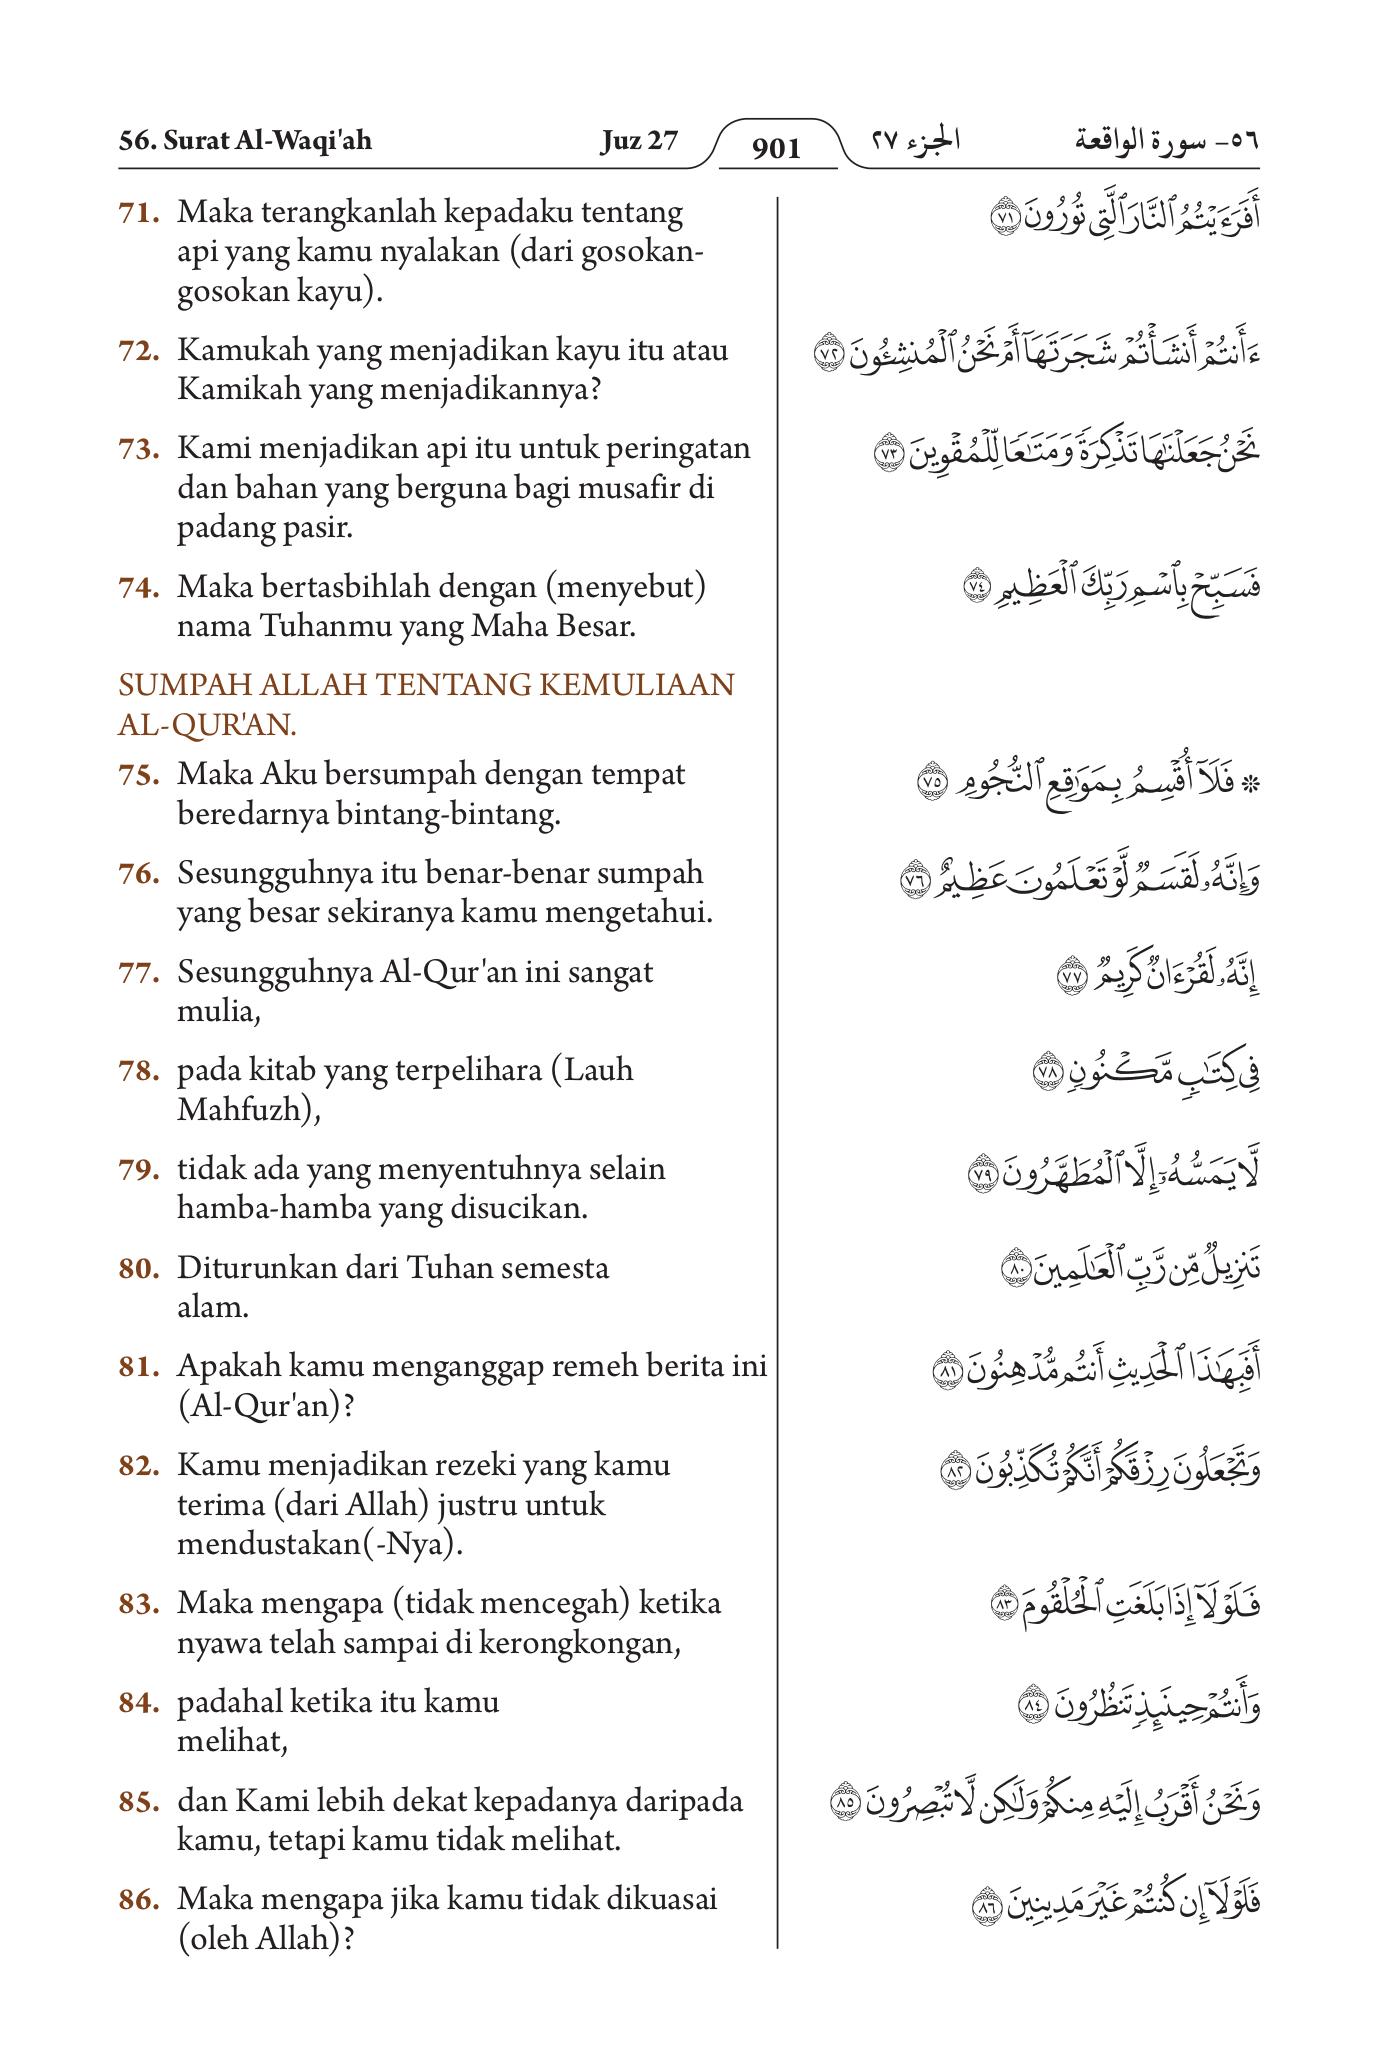 56. Surat Al-Waqi'ah
Juz 27
901
الجزء ٢٧
٥٦- سورة الواقعة
71. Maka terangkanlah kepadaku tentang
api yang kamu nyalakan (dari gosokan-
gosokan kayu).
72. Kamukah yang menjadikan kayu itu atau
Kamikah yang menjadikannya?
73. Kami menjadikan api itu untuk peringatan
dan bahan yang berguna bagi musafir di
padang pasir.
74. Maka bertasbihlah dengan (menyebut)
nama Tuhanmu yang Maha Besar.
SUMPAH ALLAH TENTANG KEMULIAAN
AL-QUR'AN.
75. Maka Aku bersumpah dengan tempat
beredarnya bintang-bintang.
76. Sesungguhnya itu benar-benar sumpah
yang besar sekiranya kamu mengetahui.
77. Sesungguhnya Al-Qur'an ini sangat
mulia,
78. pada kitab yang terpelihara (Lauh
Mahfuzh),
79. tidak ada yang menyentuhnya selain
hamba-hamba yang disucikan.
80. Diturunkan dari Tuhan semesta
alam.
81. Apakah kamu menganggap remeh berita ini
(Al-Qur'an)?
82. Kamu menjadikan rezeki yang kamu
terima (dari Allah) justru untuk
mendustakan(-Nya).
83. Maka mengapa (tidak mencegah) ketika
nyawa telah sampai di kerongkongan,
84. padahal ketika itu kamu
melihat,
85. dan Kami lebih dekat kepadanya daripada
kamu, tetapi kamu tidak melihat.
86. Maka mengapa jika kamu tidak dikuasai
(oleh Allah)?
أَفَرَءَيْتُمُ ٱلنَّارَ ٱلَّتِي تُورُونَ ٧١
ءَأَنتُمْ أَنشَأْتُمْ شَجَرَتَهَآ أَمْ نَحْنُ ٱلْمُنشِـُٔونَ ٧٢
نَحْنُ جَعَلْنَٰهَا تَذْكِرَةً وَمَتَٰعًا لِّلْمُقْوِينَ ٧٣
فَسَبِّحْ بِٱسْمِ رَبِّكَ ٱلْعَظِيمِ ٧٤
* فَلَآ أُقْسِمُ بِمَوَٰقِعِ ٱلنُّجُومِ ٧٥
وَإِنَّهُۥ لَقَسَمٌ لَّوْ تَعْلَمُونَ عَظِيمٌ ٧٦
إِنَّهُۥ لَقُرْءَانٌ كَرِيمٌ ٧٧
فِي كِتَٰبٍ مَّكْنُونٍ ٧٨
لَّا يَمَسُّهُۥٓ إِلَّا ٱلْمُطَهَّرُونَ ٧٩
تَنزِيلٌ مِّن رَّبِّ ٱلْعَٰلَمِينَ ٨٠
أَفَبِهَٰذَا ٱلْحَدِيثِ أَنتُم مُّدْهِنُونَ ٨١
وَتَجْعَلُونَ رِزْقَكُمْ أَنَّكُمْ تُكَذِّبُونَ ٨٢
فَلَوْلَآ إِذَا بَلَغَتِ ٱلْحُلْقُومَ ٨٣
وَأَنتُمْ حِينَئِذٍ تَنظُرُونَ ٨٤
وَنَحْنُ أَقْرَبُ إِلَيْهِ مِنكُمْ وَلَٰكِن لَّا تُبْصِرُونَ ٨٥
فَلَوْلَآ إِن كُنتُمْ غَيْرَ مَدِينِينَ ٨٦